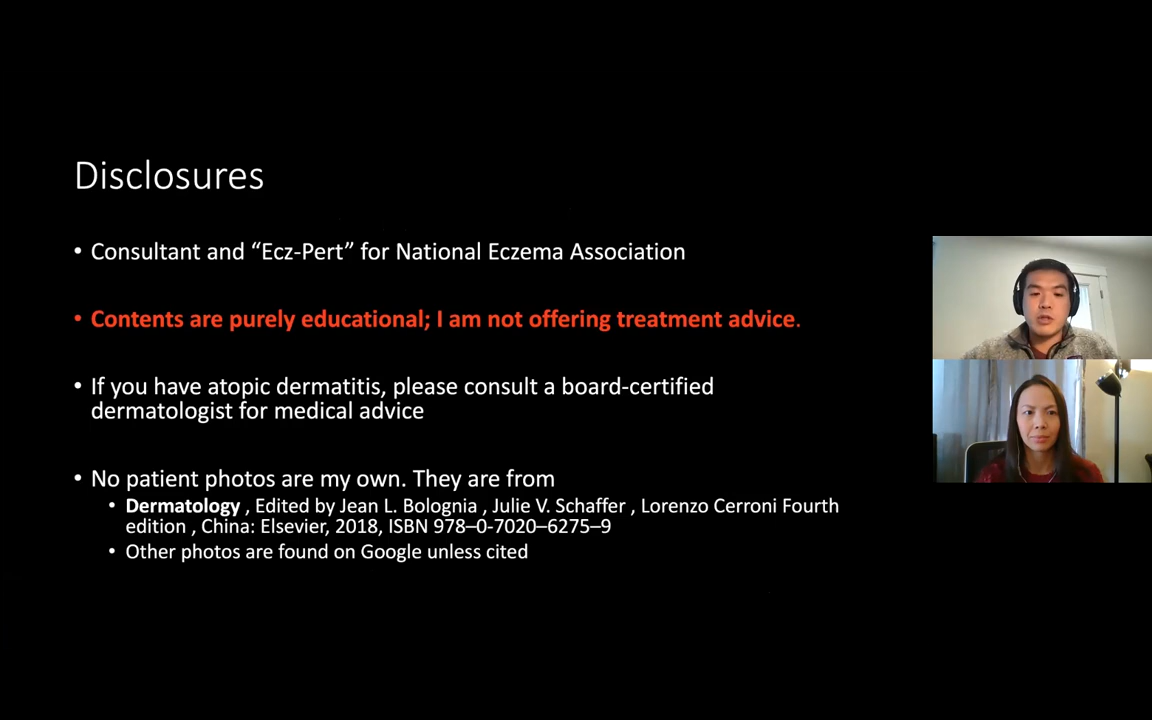 Disclosures
• Consultant and “Ecz-Pert” for National Eczema Association
• Contents are purely educational; I am not offering treatment advice.
• If you have atopic dermatitis, please consult a board-certified
dermatologist for medical advice
• No patient photos are my own. They are from
• Dermatology , Edited by Jean L. Bolognia , Julie V. Schaffer , Lorenzo Cerroni Fourth
edition , China: Elsevier, 2018, ISBN 978–0-7020–6275–9
• Other photos are found on Google unless cited